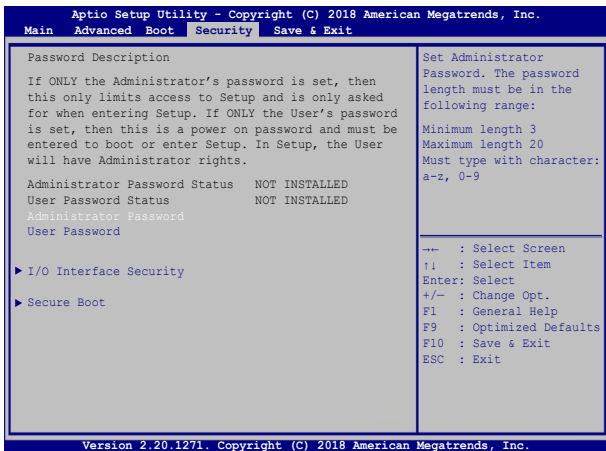 Aptio Setup Utility - Copyright (C) 2018 American Megatrends, Inc.
Main Advanced Boot Security Save & Exit
Password Description
If ONLY the Administrator's password is set, then
this only limits access to Setup and is only asked
for when entering Setup. If ONLY the User's password
is set, then this is a power on password and must be
entered to boot or enter Setup. In Setup, the User
will have Administrator rights.
Administrator Password Status NOT INSTALLED
User Password Status NOT INSTALLED
Administrator Password
User Password
▶ I/O Interface Security
▶ Secure Boot
Set Administrator
Password. The password
length must be in the
following range:
Minimum length 3
Maximum length 20
Must type with character:
a-z, 0-9
→← : Select Screen
↑↓ : Select Item
Enter: Select
+/— : Change Opt.
F1 : General Help
F9 : Optimized Defaults
F10 : Save & Exit
ESC : Exit
Version 2.20.1271. Copyright (C) 2018 American Megatrends, Inc.